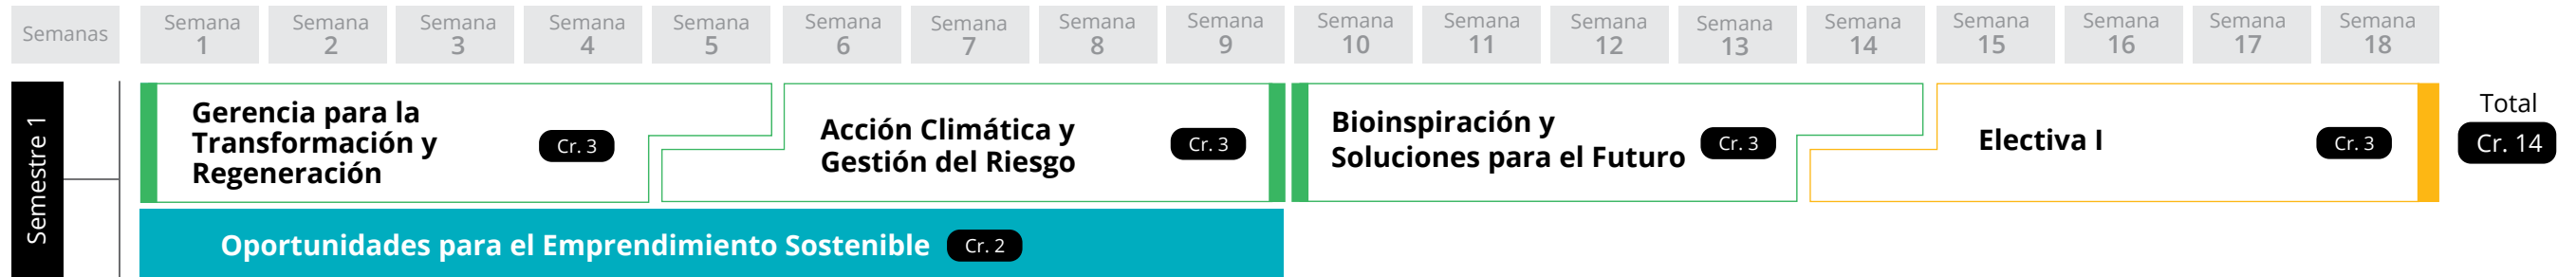 Semanas
Semana
1
Semana
2
Semana
3
Semana
4
Semana
5
Semana
6
Semana
7
Semana
8
Semana
9
Semana
10
Semana
11
Semana
12
Semana
13
Semana
14
Semana
15
Semana
16
Semana
17
Semana
18
Semestre 1
Gerencia para la
Transformación y
Regeneración
Cr. 3
Acción Climática y
Gestión del Riesgo
Cr. 3
Bioinspiración y
Soluciones para el Futuro
Cr. 3
Electiva I
Cr. 3
Total
Cr. 14
Oportunidades para el Emprendimiento Sostenible
Cr. 2